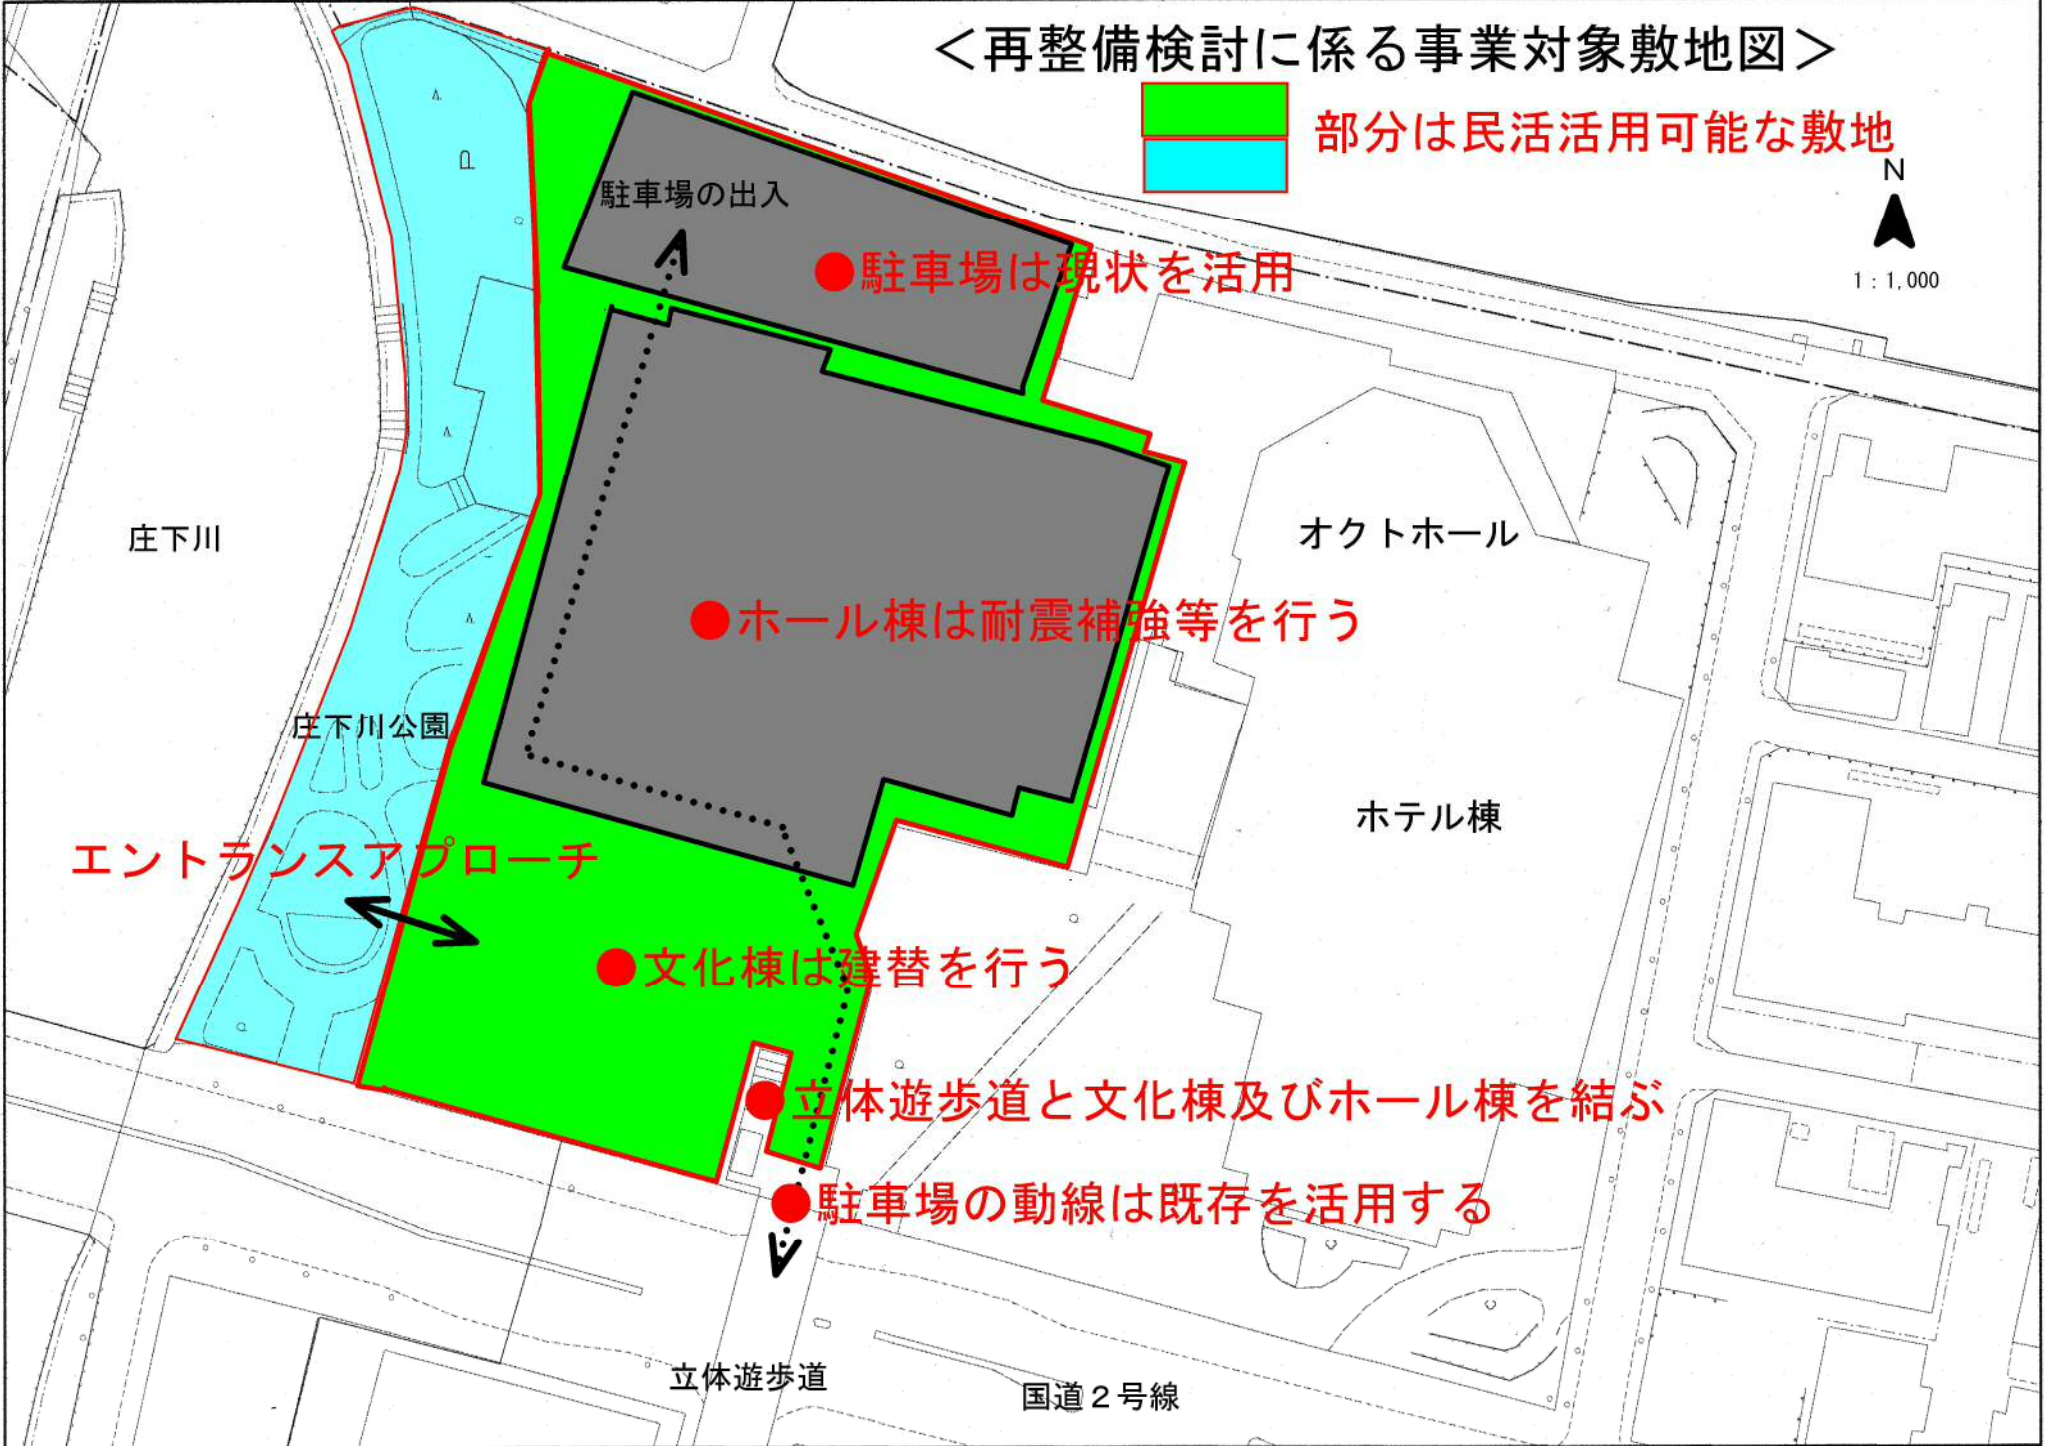 ＜再整備検討に係る事業対象敷地図＞
部分は民活活用可能な敷地
N
1：1,000
駐車場の出入
●駐車場は現状を活用
庄下川
オクトホール
●ホール棟は耐震補強等を行う
庄下川公園
ホテル棟
エントランスアプローチ
●文化棟は建替を行う
●立体遊歩道と文化棟及びホール棟を結ぶ
●駐車場の動線は既存を活用する
立体遊歩道
国道２号線